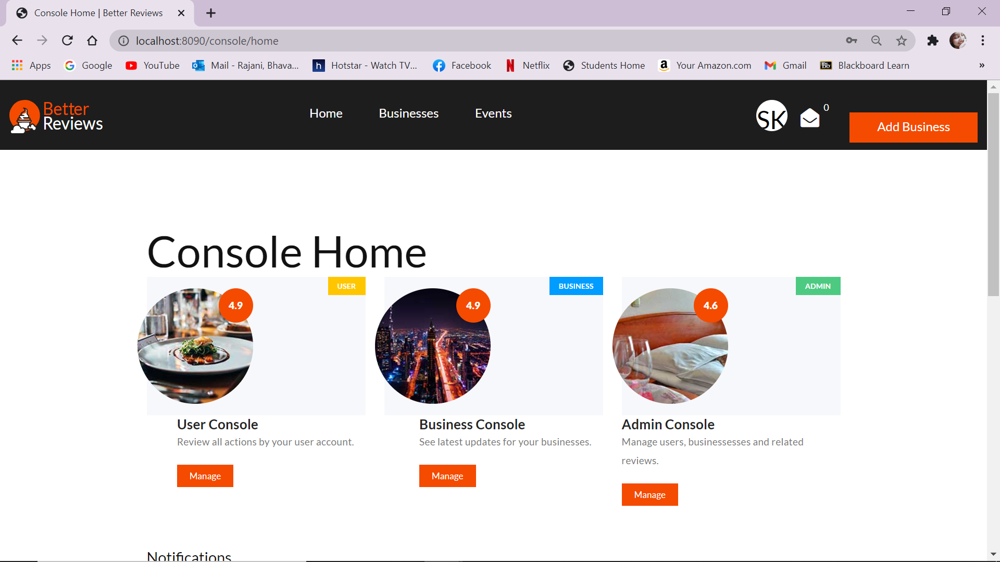 Console Home | Better Reviews
localhost:8090/console/home
Apps Google YouTube Mail - Rajani, Bhava... h Hotstar - Watch TV... Facebook Netflix Students Home a Your Amazon.com Gmail Bb Blackboard Learn »
Better
Reviews
Home Businesses Events
SK 0 Add Business
Console Home
USER BUSINESS ADMIN
4.9 4.9 4.6
User Console Business Console Admin Console
Review all actions by your user account. See latest updates for your businesses. Manage users, businessesses and related
reviews.
Manage Manage
Manage
Notifications